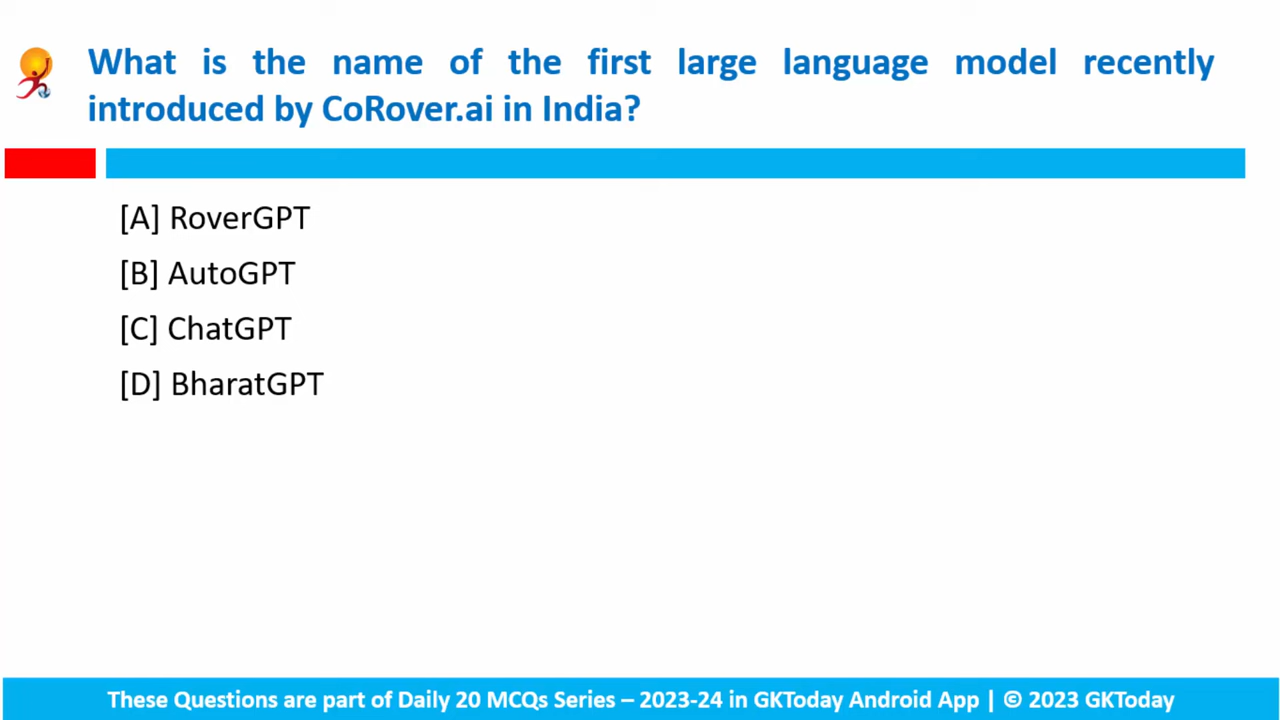 What is the name of the first large language model recently
introduced by CoRover.ai in India?
[A] RoverGPT
[B] AutoGPT
[C] ChatGPT
[D] BharatGPT
These Questions are part of Daily 20 MCQs Series – 2023-24 in GKToday Android App | © 2023 GKToday